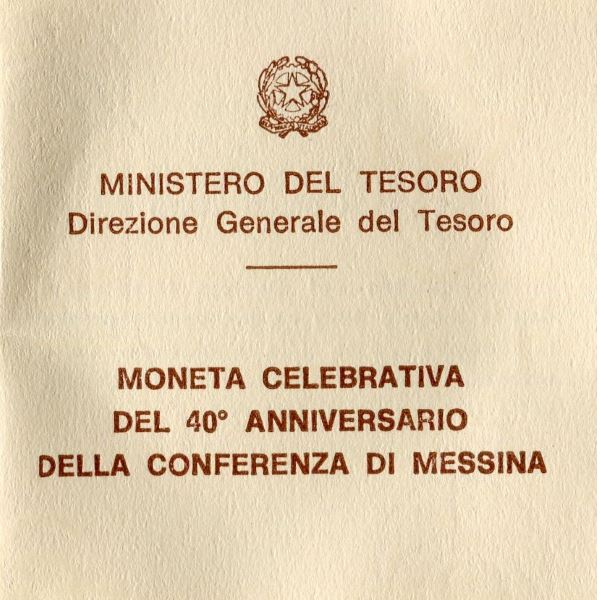 MINISTERO DEL TESORO
Direzione Generale del Tesoro
MONETA CELEBRATIVA
DEL 40° ANNIVERSARIO
DELLA CONFERENZA DI MESSINA